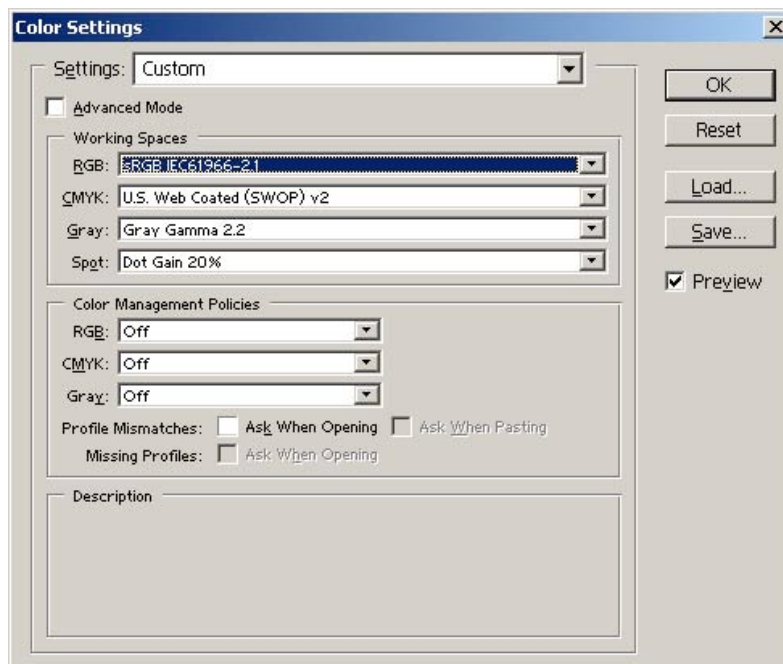 Color Settings
Settings: Custom
Advanced Mode
Working Spaces
RGB: sRGB IEC61966-2.1
CMYK: U.S. Web Coated (SWOP) v2
Gray: Gray Gamma 2.2
Spot: Dot Gain 20%
Color Management Policies
RGB: Off
CMYK: Off
Gray: Off
Profile Mismatches: Ask When Opening Ask When Pasting
Missing Profiles: Ask When Opening
Description
OK
Reset
Load...
Save...
Preview